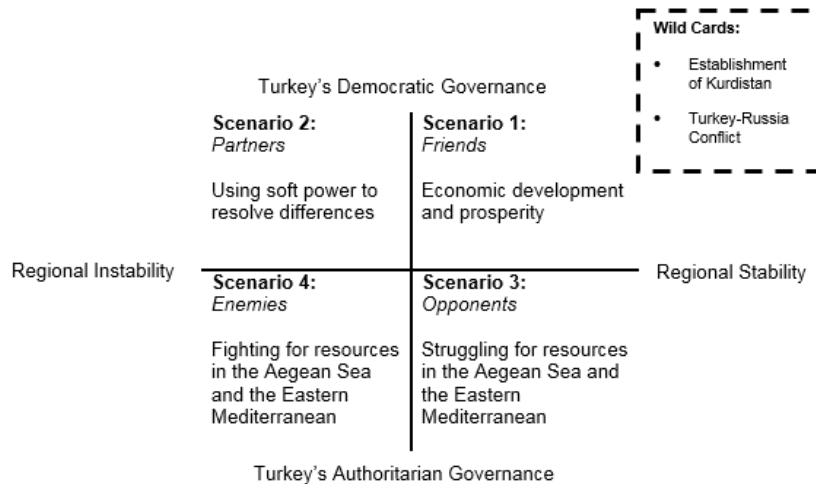 Wild Cards:
• Establishment
of Kurdistan
• Turkey-Russia
Conflict
Turkey's Democratic Governance
Scenario 2:
Partners
Using soft power to
resolve differences
Scenario 1:
Friends
Economic development
and prosperity
Regional Instability
Regional Stability
Scenario 4:
Enemies
Fighting for resources
in the Aegean Sea
and the Eastern
Mediterranean
Scenario 3:
Opponents
Struggling for resources
in the Aegean Sea and
the Eastern
Mediterranean
Turkey's Authoritarian Governance